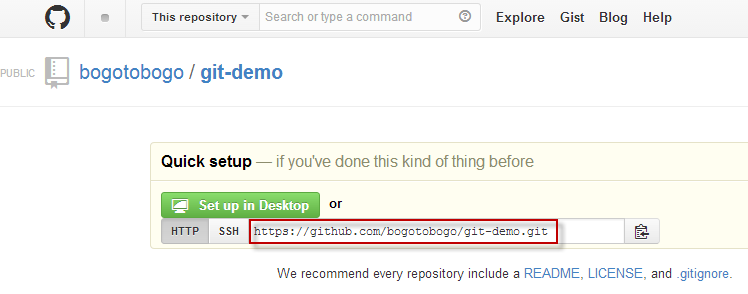 This repository Search or type a command Explore Gist Blog Help
PUBLIC bogotobogo / git-demo
Quick setup — if you've done this kind of thing before
Set up in Desktop or
HTTP SSH https://github.com/bogotobogo/git-demo.git
We recommend every repository include a README, LICENSE, and .gitignore.